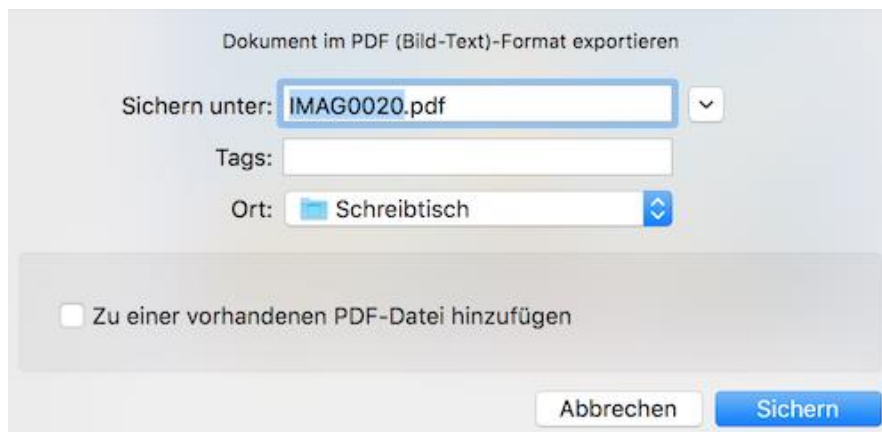 Dokument im PDF (Bild-Text)-Format exportieren
Sichern unter: IMAG0020.pdf
Tags:
Ort: Schreibtisch
Zu einer vorhandenen PDF-Datei hinzufügen
Abbrechen Sichern